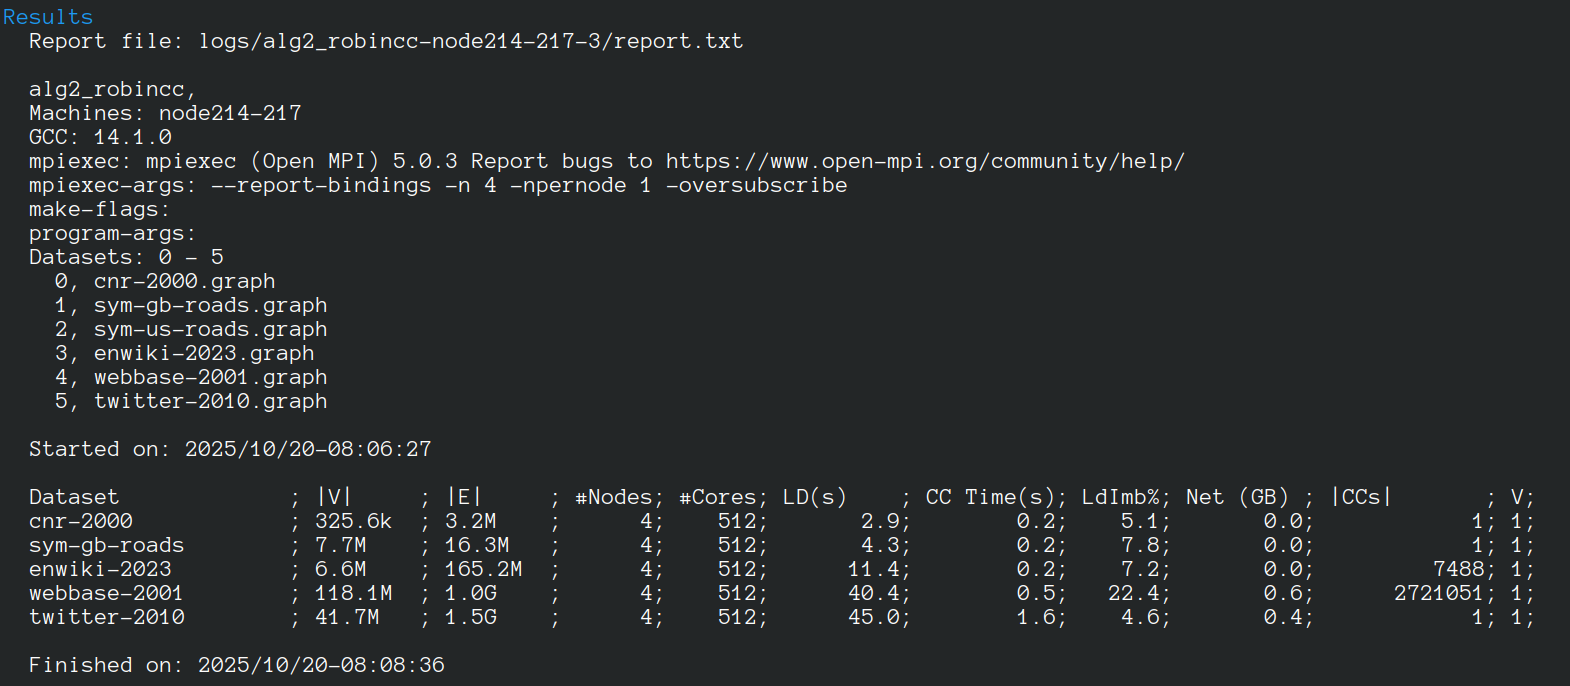 Results
Report file: logs/alg2_robincc-node214-217-3/report.txt
alg2_robincc,
Machines: node214-217
GCC: 14.1.0
mpiexec: mpiexec (Open MPI) 5.0.3 Report bugs to https://www.open-mpi.org/community/help/
mpiexec-args: --report-bindings -n 4 -npernode 1 -oversubscribe
make-flags:
program-args:
Datasets: 0 - 5
0, cnr-2000.graph
1, sym-gb-roads.graph
2, sym-us-roads.graph
3, enwiki-2023.graph
4, webbase-2001.graph
5, twitter-2010.graph
Started on: 2025/10/20-08:06:27
Dataset ; |V| ; |E| ; #Nodes; #Cores; LD(s) ; CC Time(s); LdImb%; Net (GB) ; |CCs| ; V;
cnr-2000 ; 325.6k ; 3.2M ; 4; 512; 2.9; 0.2; 5.1; 0.0; 1; 1;
sym-gb-roads ; 7.7M ; 16.3M ; 4; 512; 4.3; 0.2; 7.8; 0.0; 1; 1;
enwiki-2023 ; 6.6M ; 165.2M ; 4; 512; 11.4; 0.2; 7.2; 0.0; 7488; 1;
webbase-2001 ; 118.1M ; 1.0G ; 4; 512; 40.4; 0.5; 22.4; 0.6; 2721051; 1;
twitter-2010 ; 41.7M ; 1.5G ; 4; 512; 45.0; 1.6; 4.6; 0.4; 1; 1;
Finished on: 2025/10/20-08:08:36